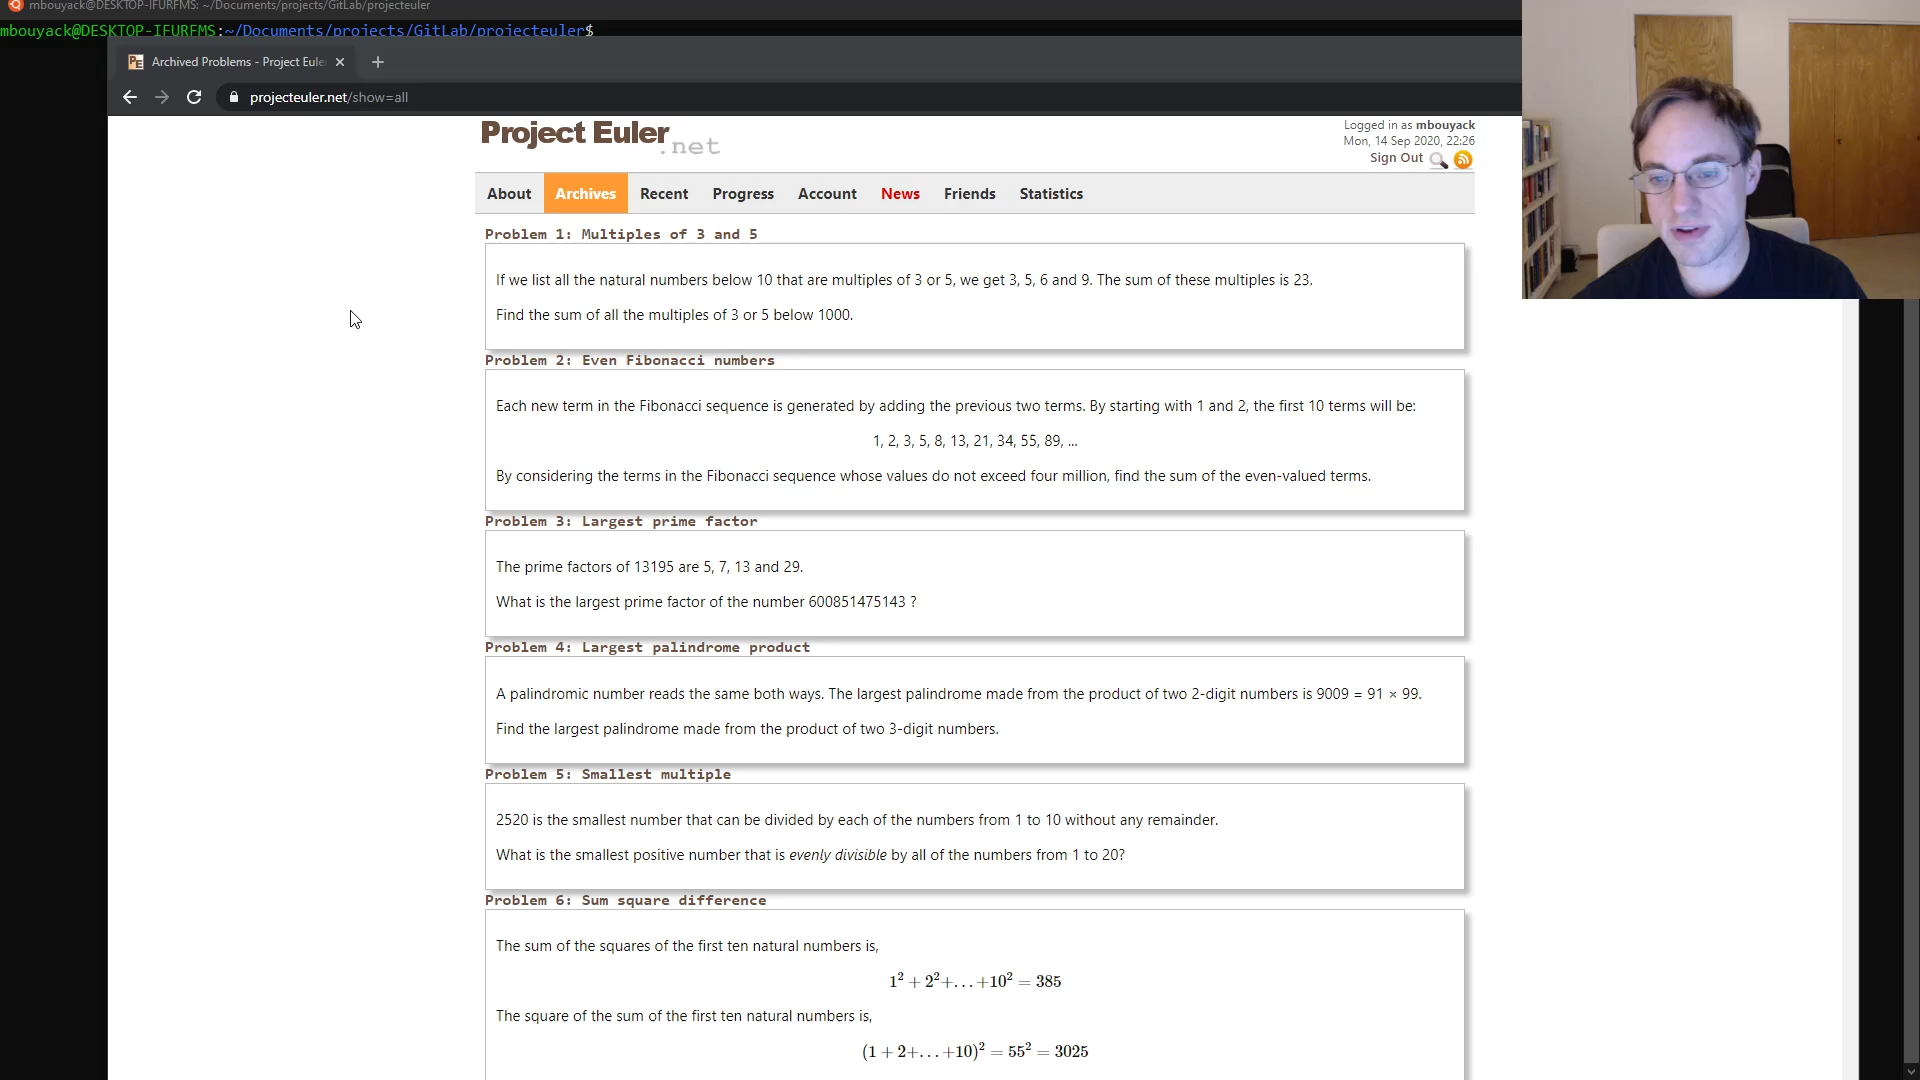 mbouyack@DESKTOP-IFURFMS: ~/Documents/projects/GitLab/projecteuler
mbouyack@DESKTOP-IFURFMS:~/Documents/projects/GitLab/projecteuler$
Archived Problems - Project Eule
projecteuler.net/show=all
Project Euler.net
Logged in as mbouyack
Mon, 14 Sep 2020, 22:26
Sign Out
About Archives Recent Progress Account News Friends Statistics
Problem 1: Multiples of 3 and 5
If we list all the natural numbers below 10 that are multiples of 3 or 5, we get 3, 5, 6 and 9. The sum of these multiples is 23.
Find the sum of all the multiples of 3 or 5 below 1000.
Problem 2: Even Fibonacci numbers
Each new term in the Fibonacci sequence is generated by adding the previous two terms. By starting with 1 and 2, the first 10 terms will be:
1, 2, 3, 5, 8, 13, 21, 34, 55, 89, ...
By considering the terms in the Fibonacci sequence whose values do not exceed four million, find the sum of the even-valued terms.
Problem 3: Largest prime factor
The prime factors of 13195 are 5, 7, 13 and 29.
What is the largest prime factor of the number 600851475143 ?
Problem 4: Largest palindrome product
A palindromic number reads the same both ways. The largest palindrome made from the product of two 2-digit numbers is 9009 = 91 × 99.
Find the largest palindrome made from the product of two 3-digit numbers.
Problem 5: Smallest multiple
2520 is the smallest number that can be divided by each of the numbers from 1 to 10 without any remainder.
What is the smallest positive number that is evenly divisible by all of the numbers from 1 to 20?
Problem 6: Sum square difference
The sum of the squares of the first ten natural numbers is,
1² + 2² +...+10² = 385
The square of the sum of the first ten natural numbers is,
(1 + 2+...+10)² = 55² = 3025